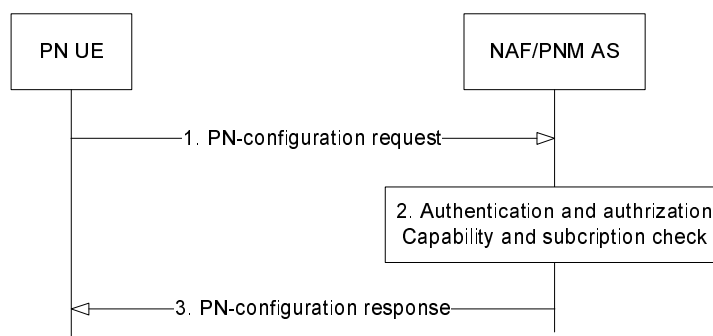 PN UE
NAF/PNM AS
1. PN-configuration request
2. Authentication and authrization
Capability and subcription check
3. PN-configuration response